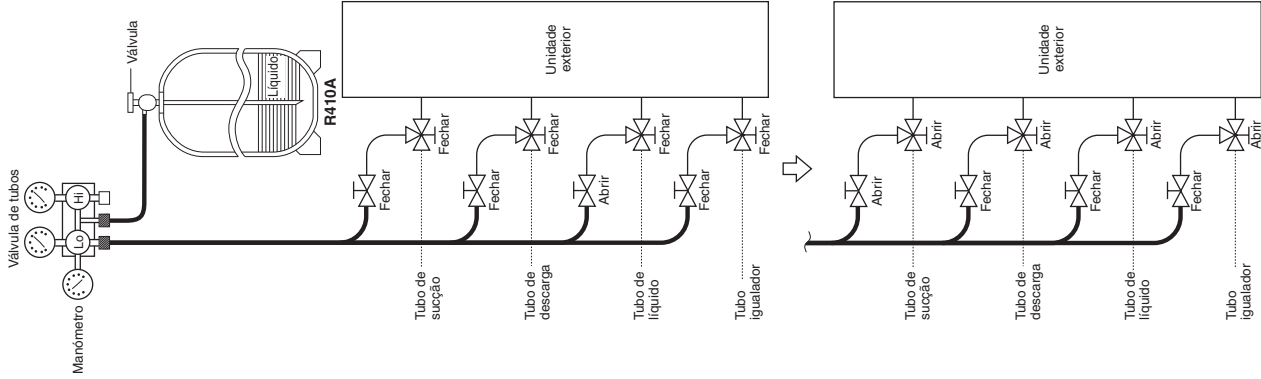 Válvula de tubos
Manómetro
Lo
Hi
Válvula
Líquido
R410A
Unidade
exterior
Fechar
Fechar
Fechar
Fechar
Fechar
Fechar
Abrir
Fechar
Tubo de
sucção
Tubo de
descarga
Tubo de
líquido
Tubo
igualador
Unidade
exterior
Abrir
Abrir
Abrir
Abrir
Abrir
Fechar
Fechar
Fechar
Tubo de
sucção
Tubo de
descarga
Tubo de
líquido
Tubo
igualador